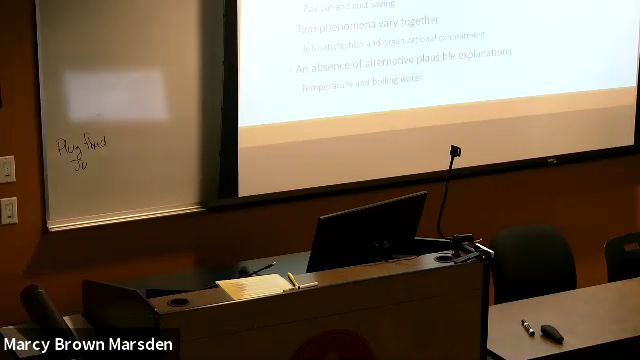 Pay cut and cost saving
Two phenomena vary together
Job satisfaction and organizational commitment
An absence of alternative plausible explanations
Temperature and boiling water
Plug
Marcy Brown Marsden